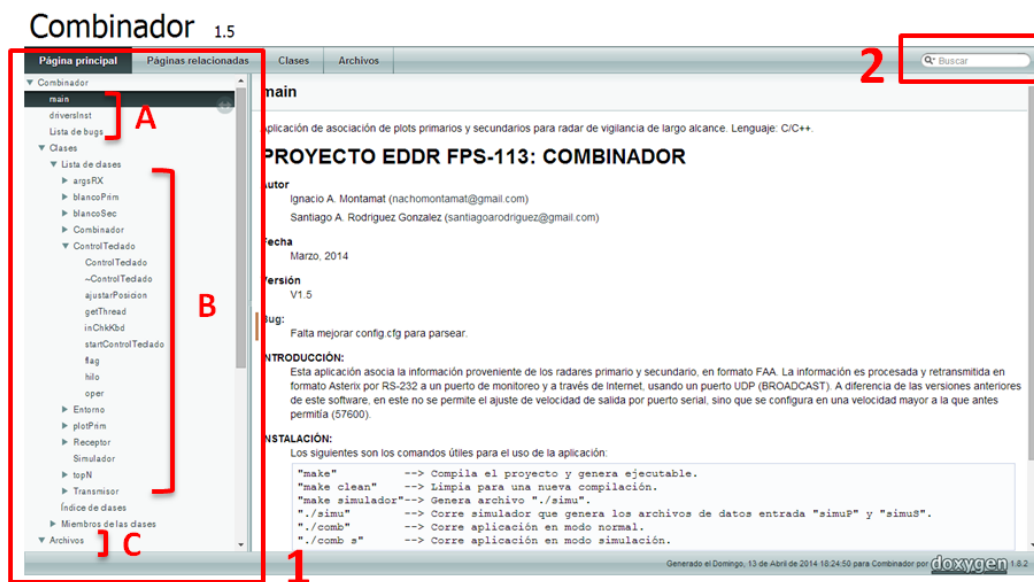 Combinador 1.5
Página principal
Páginas relacionadas
Clases
Archivos
2
Buscar
Combinador
main
driversInst
Lista de bugs
A
Clases
Lista de clases
argsRX
blancoPrim
blancoSec
Combinador
ControlTeclado
ControlTeclado
~ControlTeclado
ajustarPosicion
getThread
inChkKbd
startControlTeclado
flag
hilo
oper
B
Entorno
plotPrim
Receptor
Simulador
topN
Transmisor
Índice de clases
Miembros de las clases
Archivos
C
1
main
Aplicación de asociación de plots primarios y secundarios para radar de vigilancia de largo alcance. Lenguaje: C/C++.
PROYECTO EDDR FPS-113: COMBINADOR
Autor
Ignacio A. Montamat (nachomontamat@gmail.com)
Santiago A. Rodriguez Gonzalez (santiagoarodriguez@gmail.com)
Fecha
Marzo, 2014
Versión
V1.5
Bug:
Falta mejorar config.cfg para parsear.
INTRODUCCIÓN:
Esta aplicación asocia la información proveniente de los radares primario y secundario, en formato FAA. La información es procesada y retransmitida en
formato Asterix por RS-232 a un puerto de monitoreo y a través de Internet, usando un puerto UDP (BROADCAST). A diferencia de las versiones anteriores
de este software, en este no se permite el ajuste de velocidad de salida por puerto serial, sino que se configura en una velocidad mayor a la que antes
permitía (57600).
INSTALACIÓN:
Los siguientes son los comandos útiles para el uso de la aplicación:
"make" --> Compila el proyecto y genera ejecutable.
"make clean" --> Limpia para una nueva compilación.
"make simulador"--> Genera archivo "./simu".
"./simu" --> Corre simulador que genera los archivos de datos entrada "simuP" y "simuS".
"./comb" --> Corre aplicación en modo normal.
"./comb s" --> Corre aplicación en modo simulación.
Generado el Domingo, 13 de Abril de 2014 18:24:50 para Combinador por doxygen 1.8.2